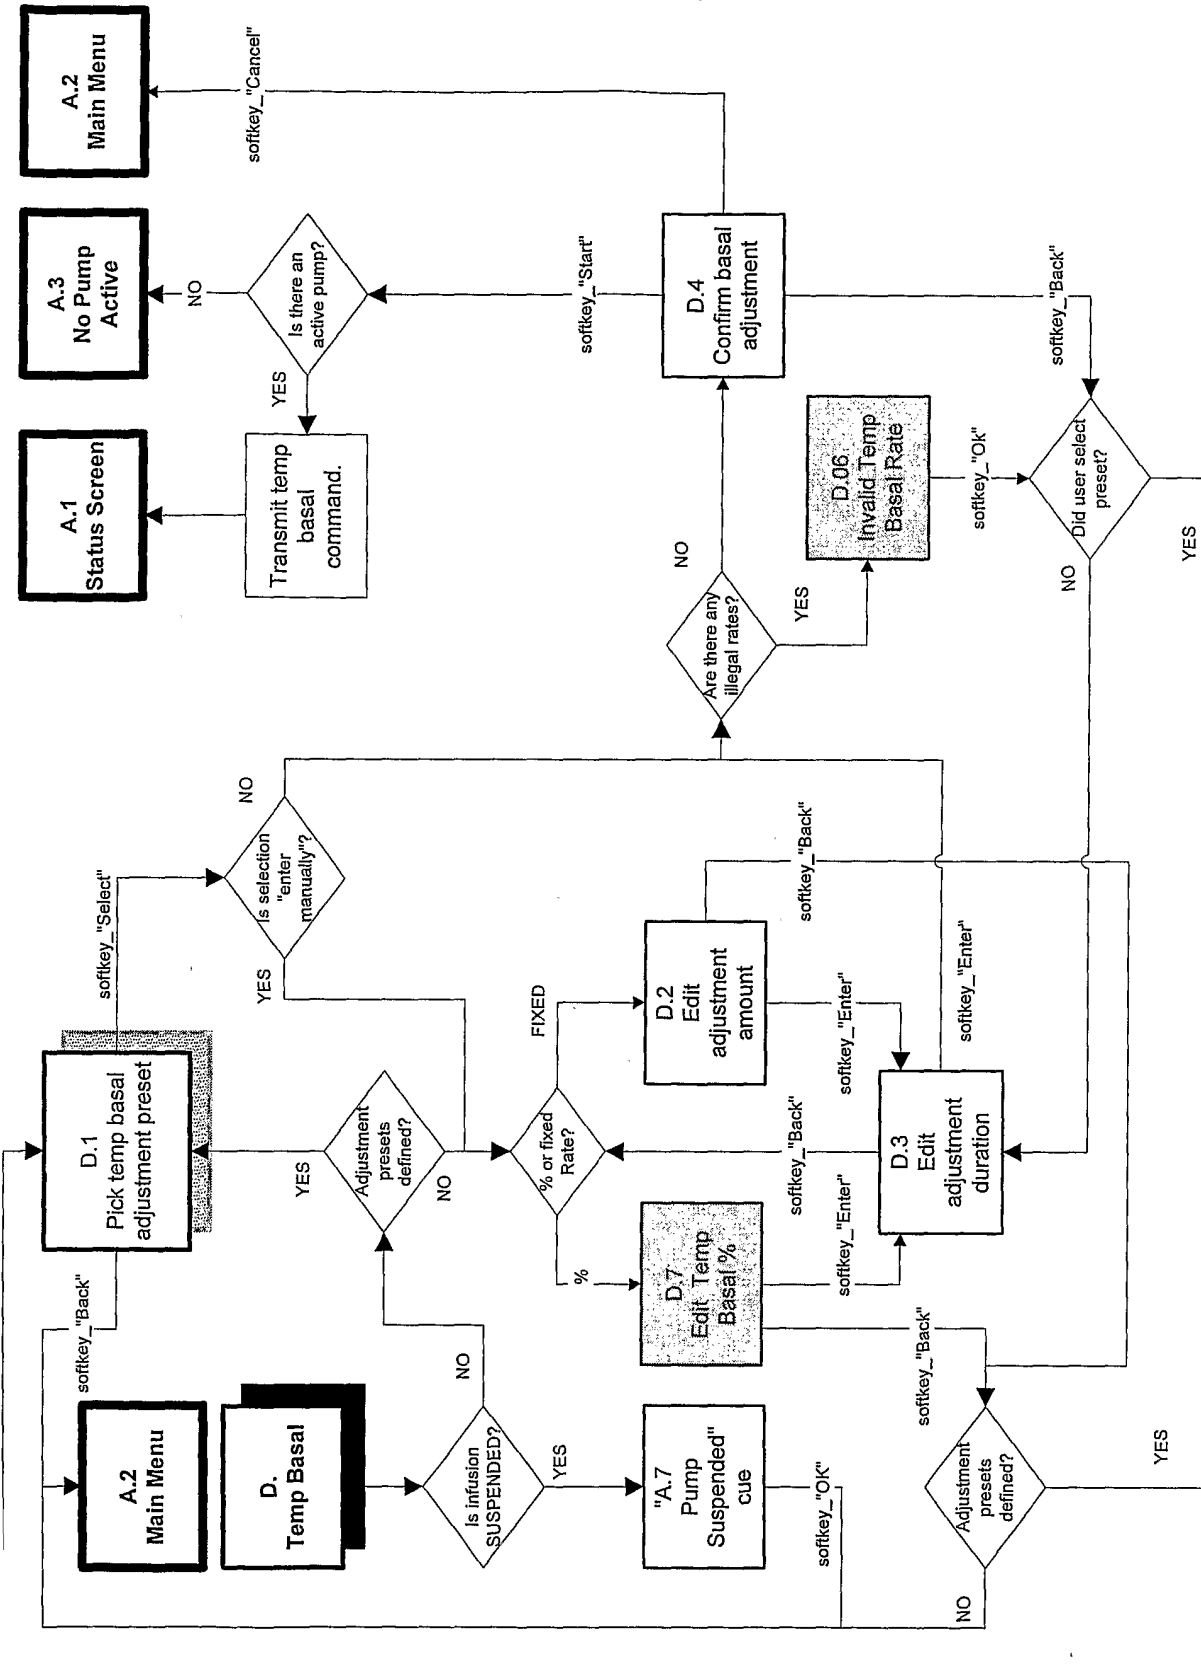 A.2
Main Menu
softkey_"Cancel"
A.3
No Pump
Active
NO
Is there an
active pump?
YES
softkey_"Start"
A.1
Status Screen
Transmit temp
basal
command.
D.4
Confirm basal
adjustment
softkey_"Back"
D.06
Invalid Temp
Basal Rate
softkey_"Ok"
Did user select
preset?
NO
YES
Are there any
illegal rates?
NO
YES
Is selection
"enter
manually"?
NO
YES
softkey_"Select"
D.1
Pick temp basal
adjustment preset
softkey_"Back"
Adjustment
presets
defined?
YES
NO
% or fixed
Rate?
FIXED
%
D.2
Edit
adjustment
amount
softkey_"Back"
softkey_"Enter"
softkey_"Enter"
D.3
Edit
adjustment
duration
softkey_"Back"
softkey_"Enter"
D.7
Edit Temp
Basal %
softkey_"Back"
A.2
Main Menu
D.
Temp Basal
Is infusion
SUSPENDED?
NO
YES
"A.7
Pump
Suspended"
cue
softkey_"OK"
Adjustment
presets
defined?
NO
YES